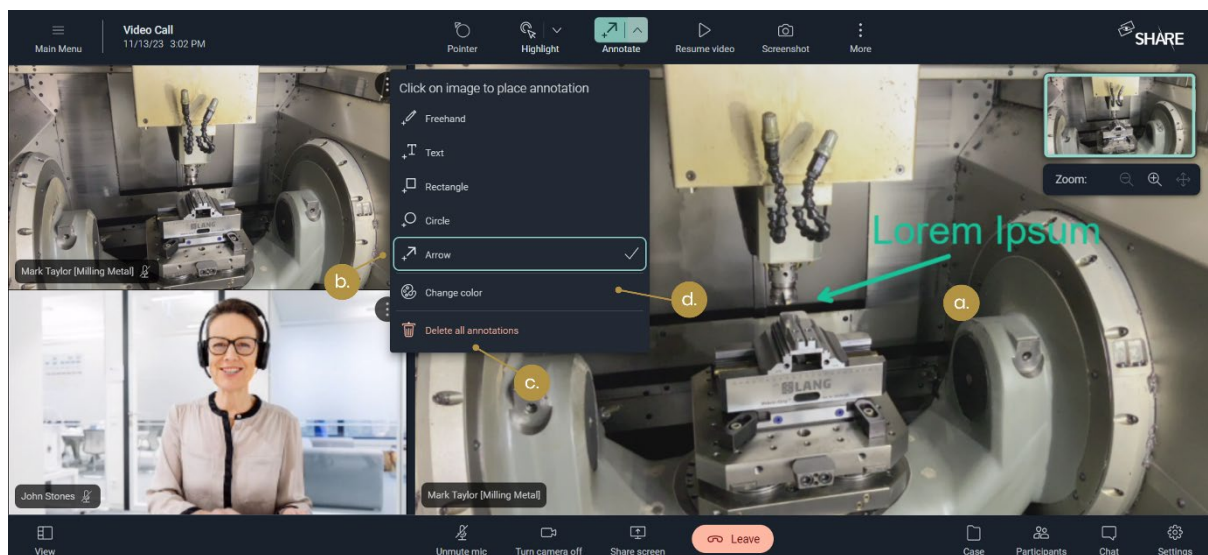 Main Menu
Video Call
11/13/23 3:02 PM
Pointer
Highlight
Annotate
Resume video
Screenshot
More
SHARE
Click on image to place annotation
Freehand
Text
Rectangle
Circle
Arrow
Change color
Delete all annotations
b.
d.
c.
a.
LANG
Mark Taylor [Milling Metal]
John Stones
Zoom:
Lorem Ipsum
LANG
Mark Taylor [Milling Metal]
View
Unmute mic
Turn camera off
Share screen
Leave
Case
Participants
Chat
Settings